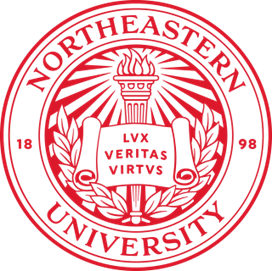 NORTHEASTERN
18 98
LVX
VERITAS
VIRTVS
UNIVERSITY